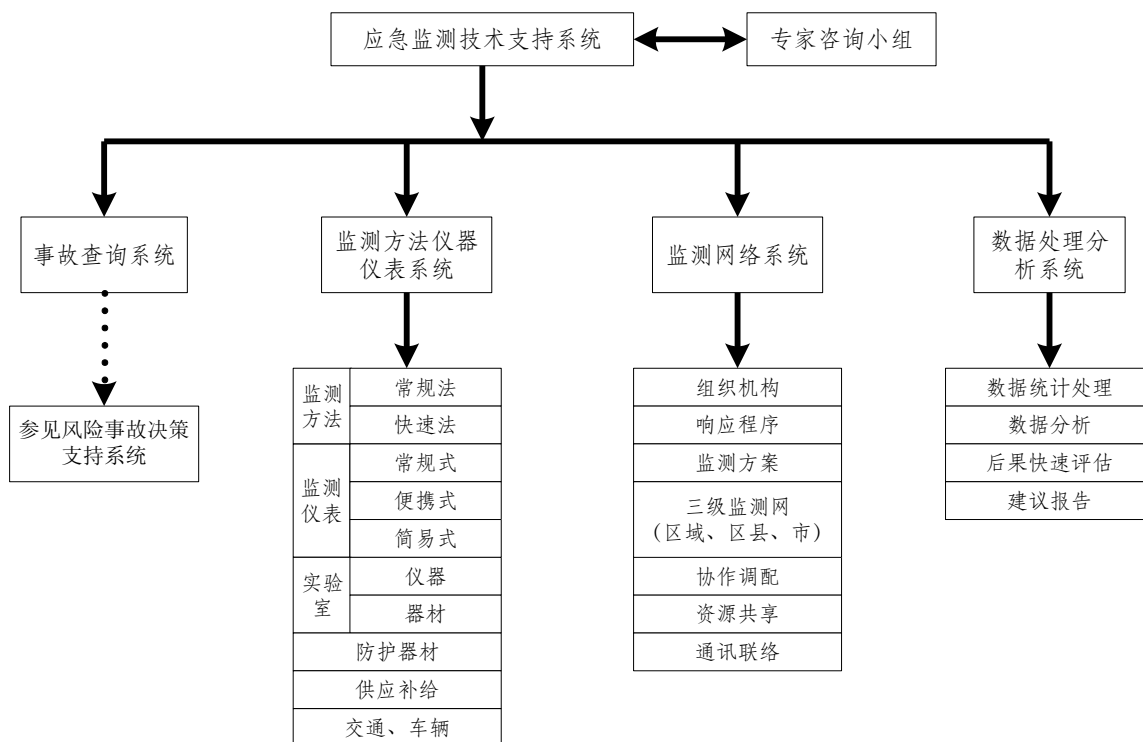 应急监测技术支持系统
专家咨询小组
事故查询系统
监测方法仪器
仪表系统
监测网络系统
数据处理分
析系统
参见风险事故决策
支持系统
监测
方法
常规法
快速法
监测
仪表
常规式
便携式
简易式
实验
室
仪器
器材
防护器材
供应补给
交通、车辆
组织机构
响应程序
监测方案
三级监测网
（区域、区县、市）
协作调配
资源共享
通讯联络
数据统计处理
数据分析
后果快速评估
建议报告